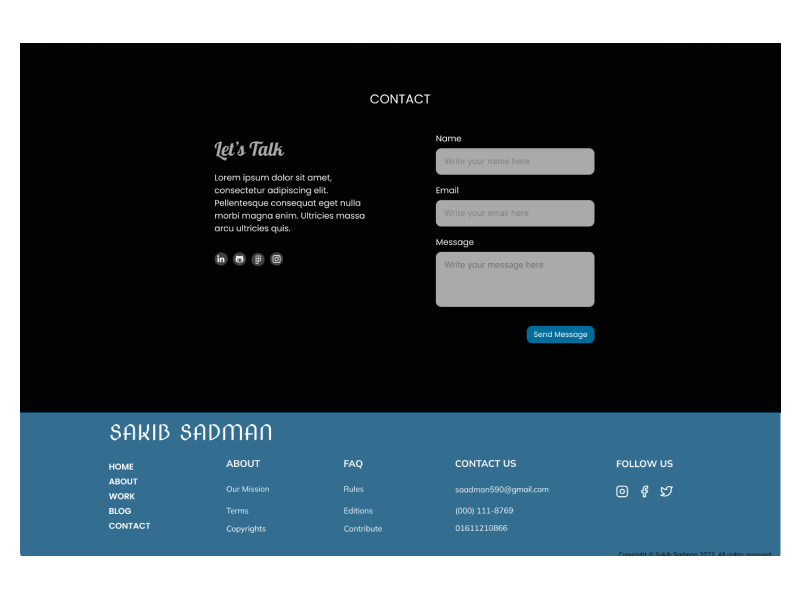 CONTACT
Let's Talk
Lorem ipsum dolor sit amet,
consectetur adipiscing elit.
Pellentesque consequat eget nulla
morbi magna enim. Ultricies massa
arcu ultricies quis.
in
Name
Write your name here
Email
Write your email here
Message
Write your message here
Send Message
SAKIB SADMAN
HOME
ABOUT
WORK
BLOG
CONTACT
ABOUT
Our Mission
Terms
Copyrights
FAQ
Rules
Editions
Contribute
CONTACT US
saadman590@gmail.com
(000) 111-8769
01611210866
FOLLOW US
Copyright © Sakib Sadman 2022. All rights reserved